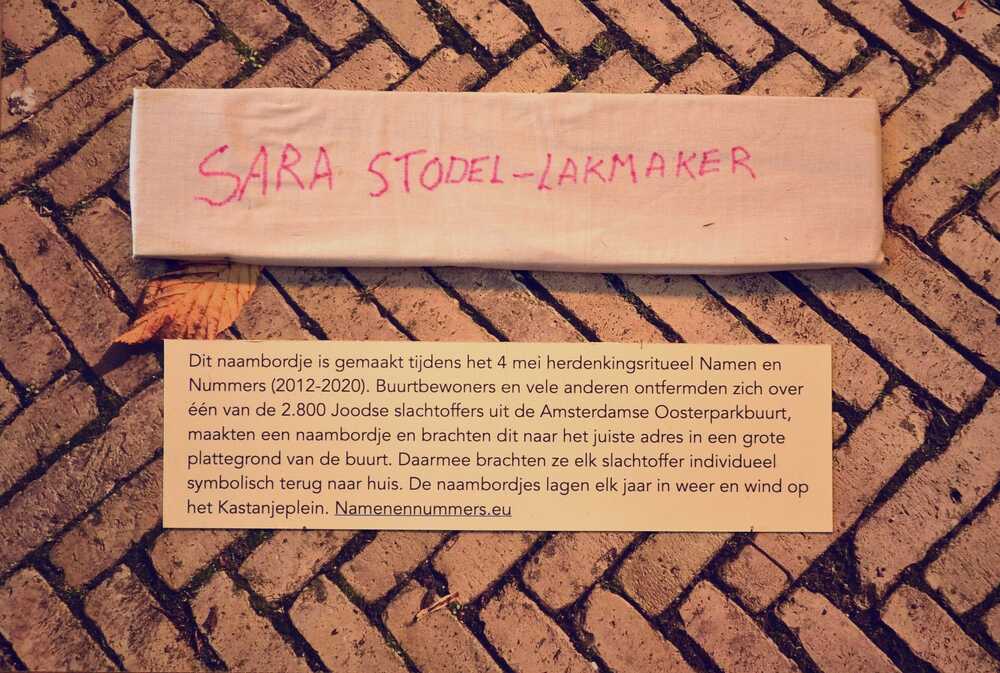 SARA STODEL-LAKMAKER
Dit naambordje is gemaakt tijdens het 4 mei herdenkingsritueel Namen en
Nummers (2012-2020). Buurtbewoners en vele anderen ontfermden zich over
één van de 2.800 Joodse slachtoffers uit de Amsterdamse Oosterparkbuurt,
maakten een naambordje en brachten dit naar het juiste adres in een grote
plattegrond van de buurt. Daarmee brachten ze elk slachtoffer individueel
symbolisch terug naar huis. De naambordjes lagen elk jaar in weer en wind op
het Kastanjeplein. Namenennummers.eu